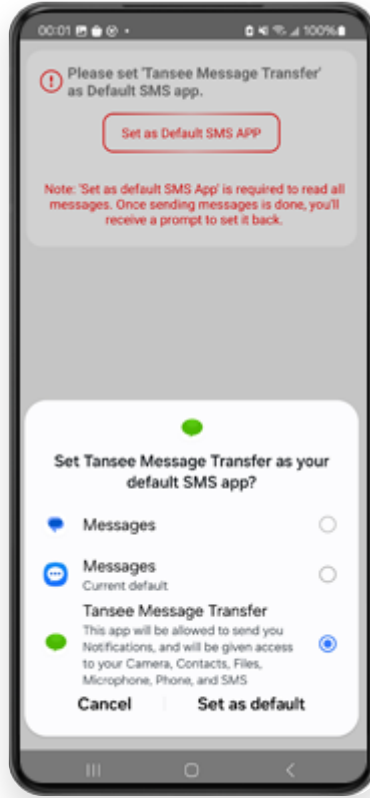 00:01
100%
Please set 'Tansee Message Transfer'
as Default SMS app.
Set as Default SMS APP
Note: 'Set as default SMS App' is required to read all
messages. Once sending messages is done, you'll
receive a prompt to set it back.
Set Tansee Message Transfer as your
default SMS app?
Messages
Messages
Current default
Tansee Message Transfer
This app will be allowed to send you
Notifications, and will be given access
to your Camera, Contacts, Files,
Microphone, Phone, and SMS
Cancel
Set as default